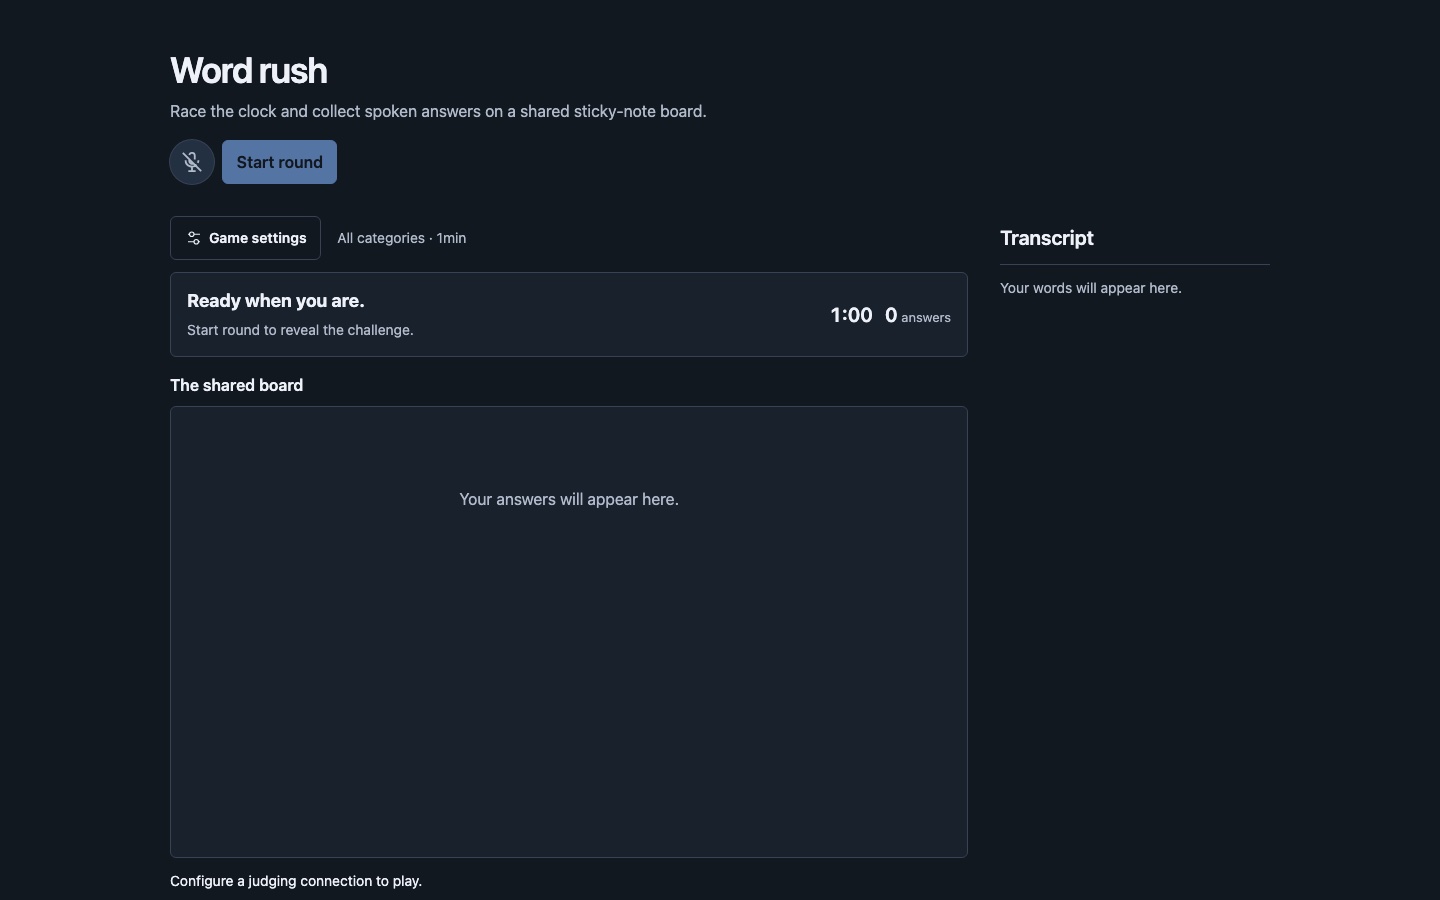 Word rush
Race the clock and collect spoken answers on a shared sticky-note board.
Start round
Game settings
All categories · 1min
Ready when you are.
Start round to reveal the challenge.
1:00 0 answers
The shared board
Your answers will appear here.
Configure a judging connection to play.
Transcript
Your words will appear here.